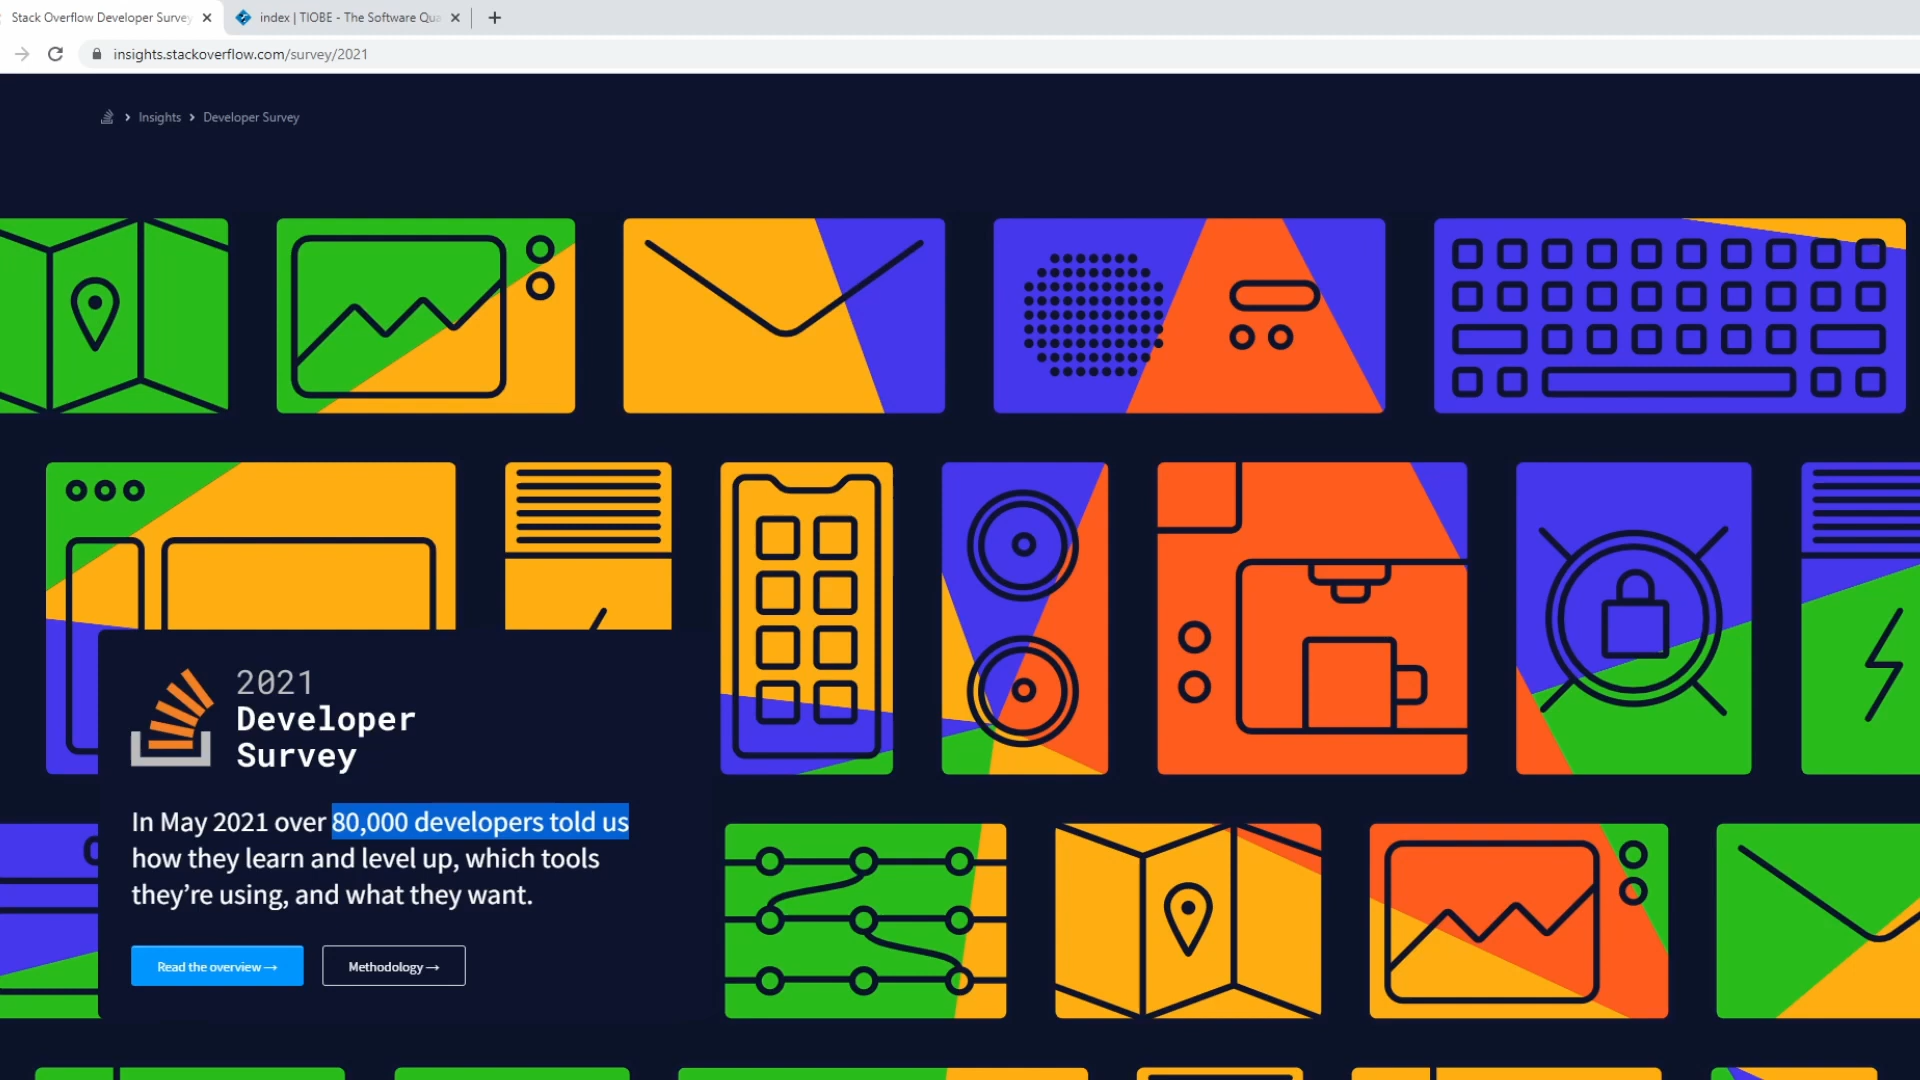 Stack Overflow Developer Survey
index | TIOBE - The Software Qua
insights.stackoverflow.com/survey/2021
Insights
Developer Survey
2021
Developer
Survey
In May 2021 over 80,000 developers told us
how they learn and level up, which tools
they're using, and what they want.
Read the overview→
Methodology→